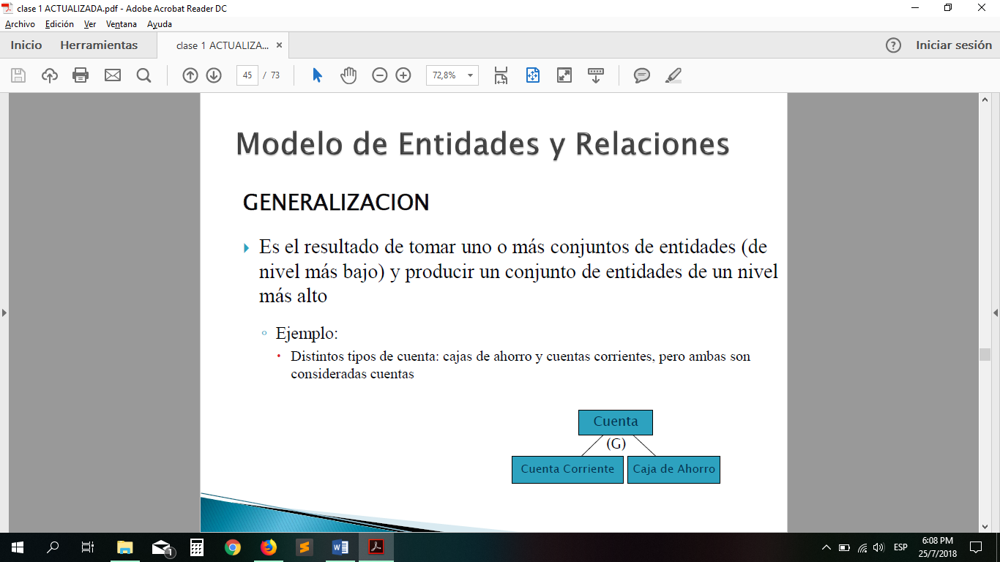 clase 1 ACTUALIZADA.pdf - Adobe Acrobat Reader DC
Archivo Edición Ver Ventana Ayuda
Inicio Herramientas clase 1 ACTUALIZA... × ? Iniciar sesión
45 / 73 72,8%
Modelo de Entidades y Relaciones
GENERALIZACION
Es el resultado de tomar uno o más conjuntos de entidades (de
nivel más bajo) y producir un conjunto de entidades de un nivel
más alto
Ejemplo:
Distintos tipos de cuenta: cajas de ahorro y cuentas corrientes, pero ambas son
consideradas cuentas
Cuenta
(G)
Cuenta Corriente Caja de Ahorro
1 ESP 6:08 PM
25/7/2018